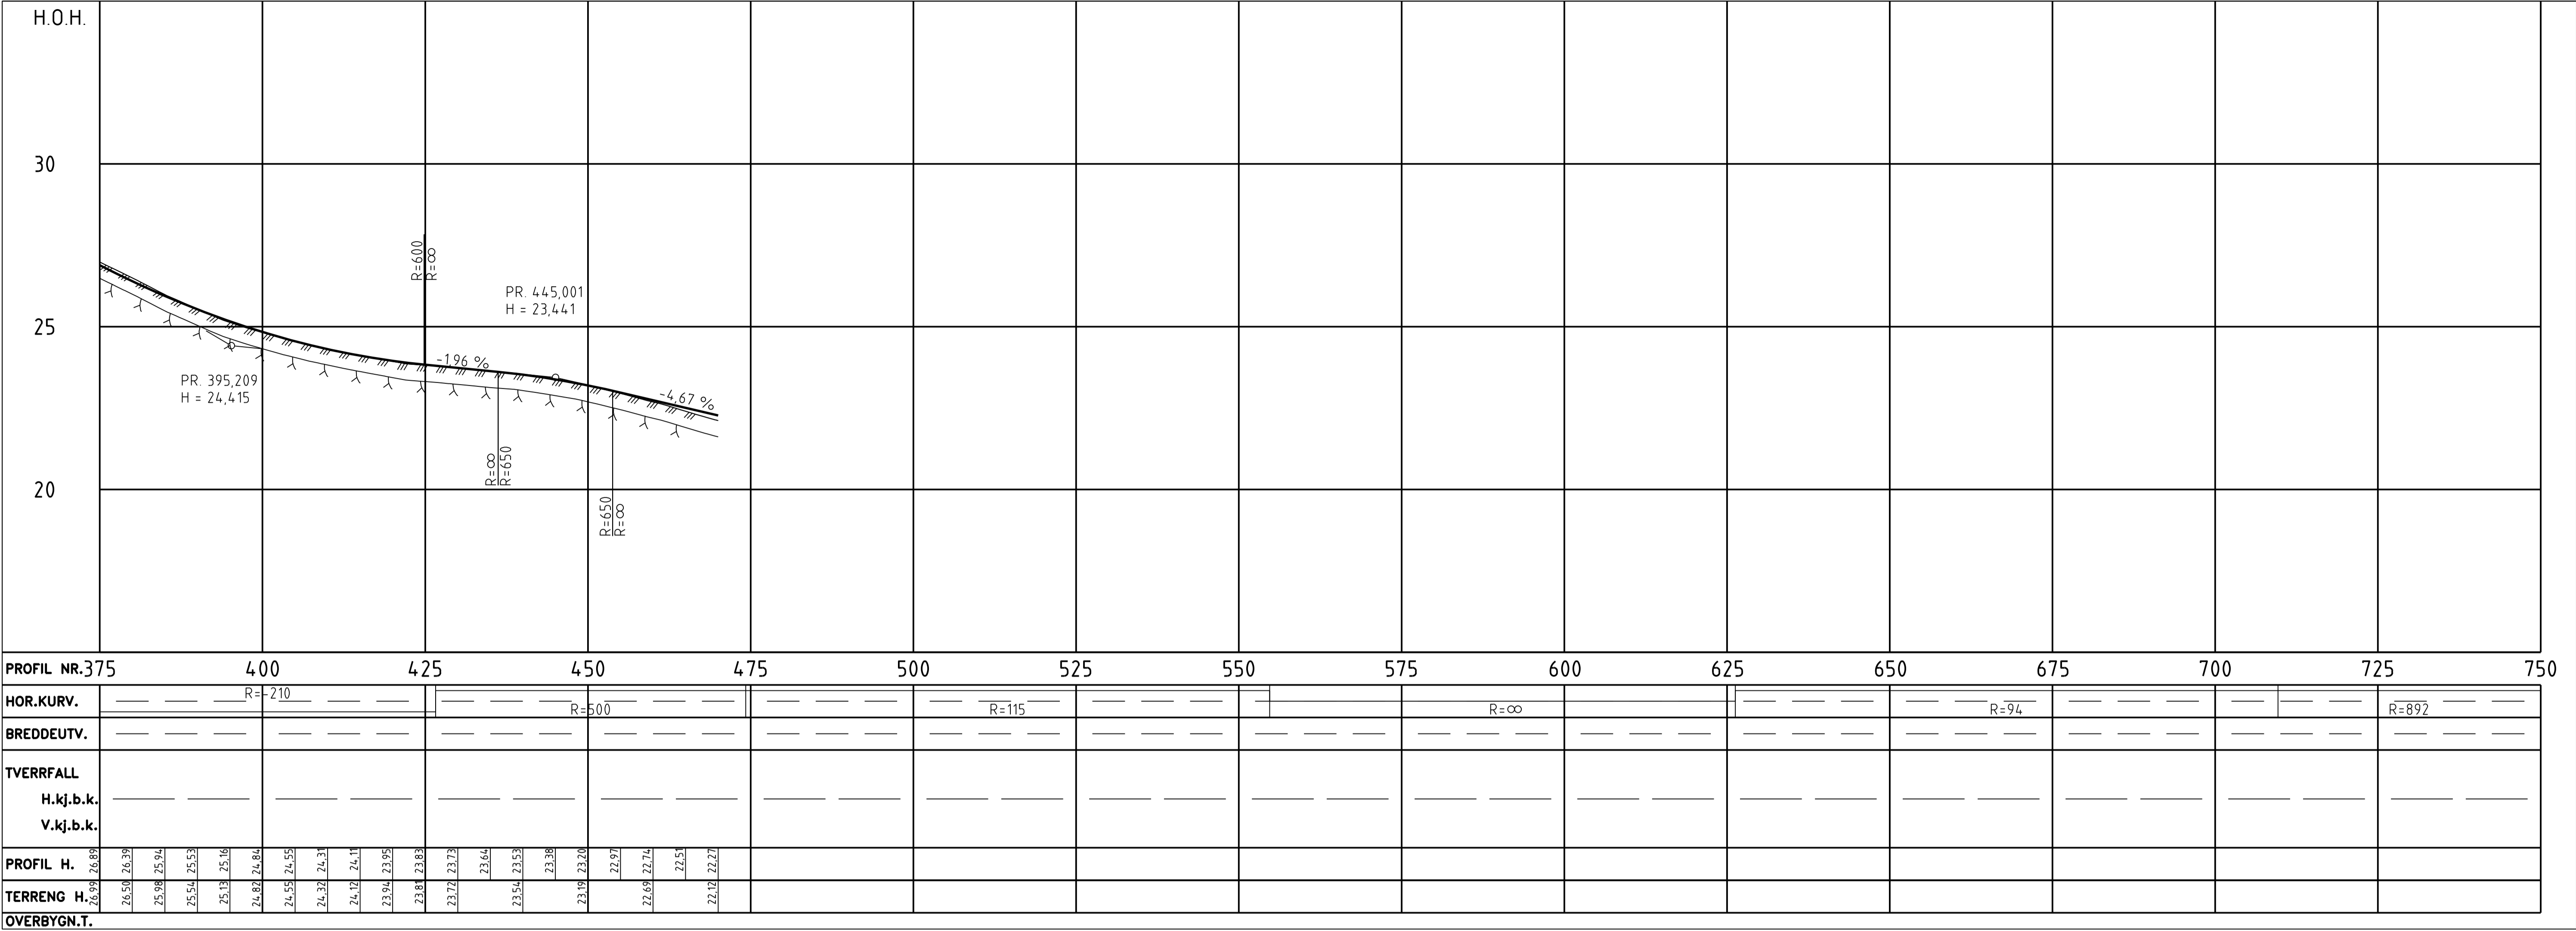 H.O.H.
30
R=600
R=∞
PR. 445,001
H = 23,441
25
-1,96 %
PR. 395,209
H = 24,415
-4,67 %
R=∞
R=650
20
R=650
R=∞
PROFIL NR. 375 400 425 450 475 500 525 550 575 600 625 650 675 700 725 750
HOR.KURV. R=-210 R=500 R=115 R=∞ R=94 R=892
BREDDEUTV.
TVERRFALL
H.kj.b.k.
V.kj.b.k.
PROFIL H. 26,89 26,39 25,94 25,53 25,16 24,84 24,55 24,31 24,11 23,95 23,83 23,73 23,64 23,53 23,38 23,20 22,97 22,74 22,51 22,27
TERRENG H. 26,99 26,50 25,98 25,54 25,13 24,82 24,55 24,32 24,12 23,94 23,81 23,72 23,54 23,19 22,69 22,12
OVERBYGN.T.